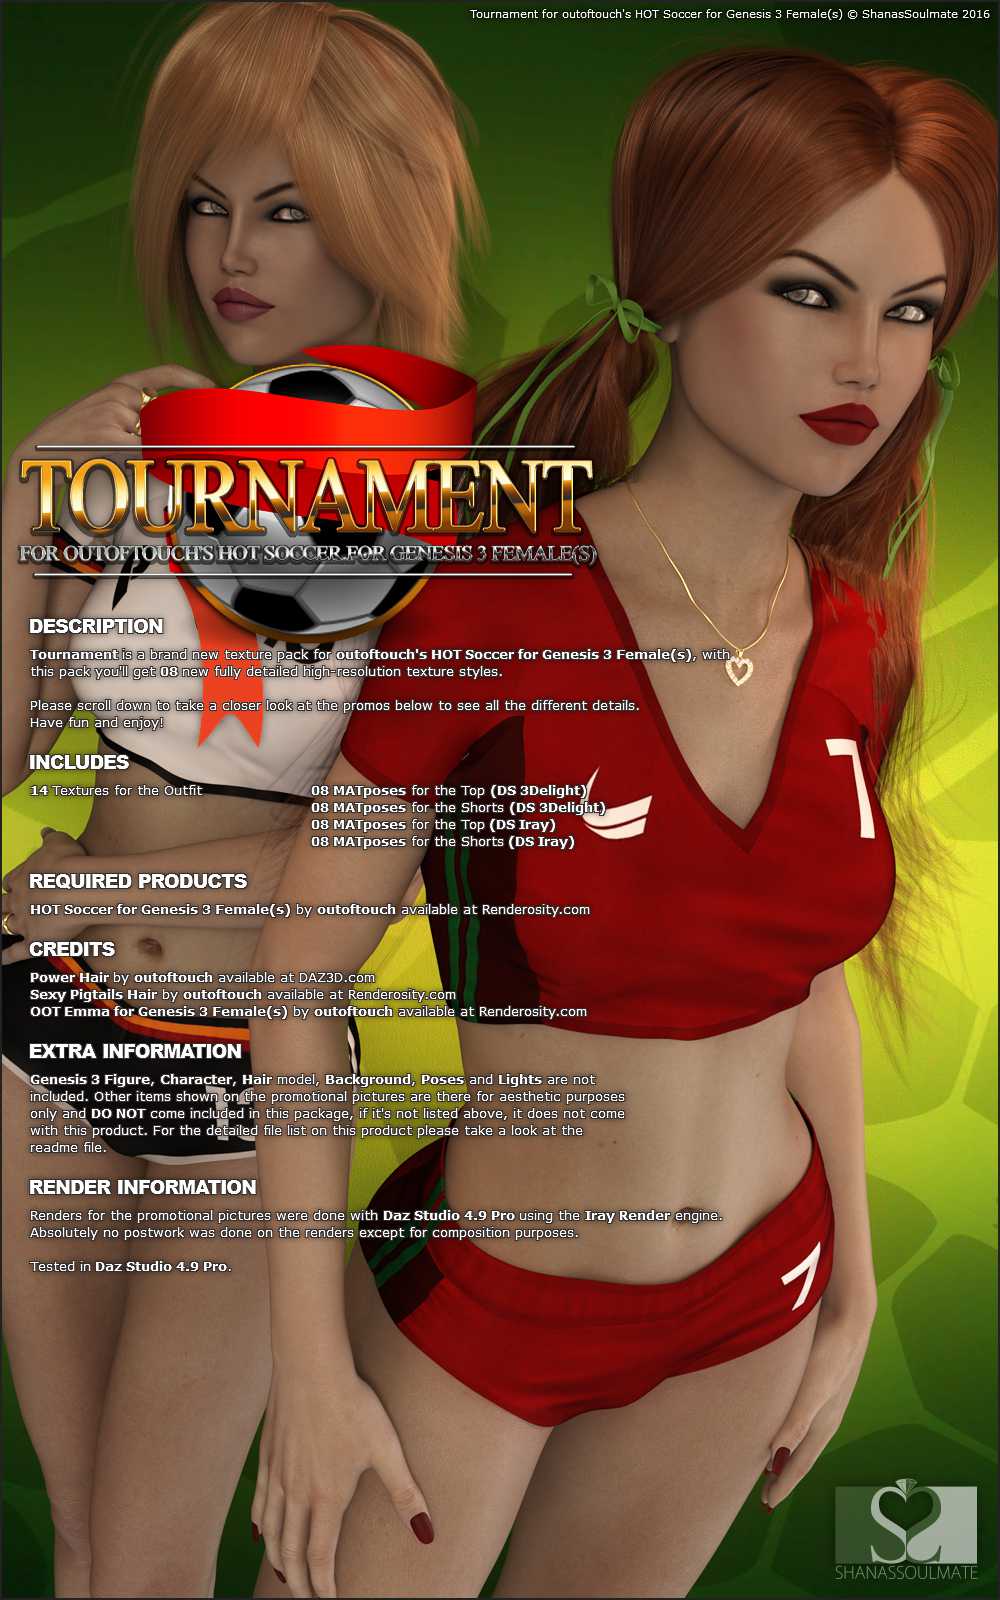 Tournament for outoftouch's HOT Soccer for Genesis 3 Female(s) © ShanasSoulmate 2016
TOURNAMENT
FOR OUTOFTOUCH'S HOT SOCCER FOR GENESIS 3 FEMALE(S)
DESCRIPTION
Tournament is a brand new texture pack for outoftouch's HOT Soccer for Genesis 3 Female(s), with
this pack you'll get 08 new fully detailed high-resolution texture styles.
Please scroll down to take a closer look at the promos below to see all the different details.
Have fun and enjoy!
INCLUDES
14 Textures for the Outfit
08 MATposes for the Top (DS 3Delight)
08 MATposes for the Shorts (DS 3Delight)
08 MATposes for the Top (DS Iray)
08 MATposes for the Shorts (DS Iray)
7
REQUIRED PRODUCTS
HOT Soccer for Genesis 3 Female(s) by outoftouch available at Renderosity.com
CREDITS
Power Hair by outoftouch available at DAZ3D.com
Sexy Pigtails Hair by outoftouch available at Renderosity.com
OOT Emma for Genesis 3 Female(s) by outoftouch available at Renderosity.com
EXTRA INFORMATION
Genesis 3 Figure, Character, Hair model, Background, Poses and Lights are not
included. Other items shown on the promotional pictures are there for aesthetic purposes
only and DO NOT come included in this package, if it's not listed above, it does not come
with this product. For the detailed file list on this product please take a look at the
readme file.
RENDER INFORMATION
Renders for the promotional pictures were done with Daz Studio 4.9 Pro using the Iray Render engine.
Absolutely no postwork was done on the renders except for composition purposes.
Tested in Daz Studio 4.9 Pro.
7
SS
SHANASSOULMATE